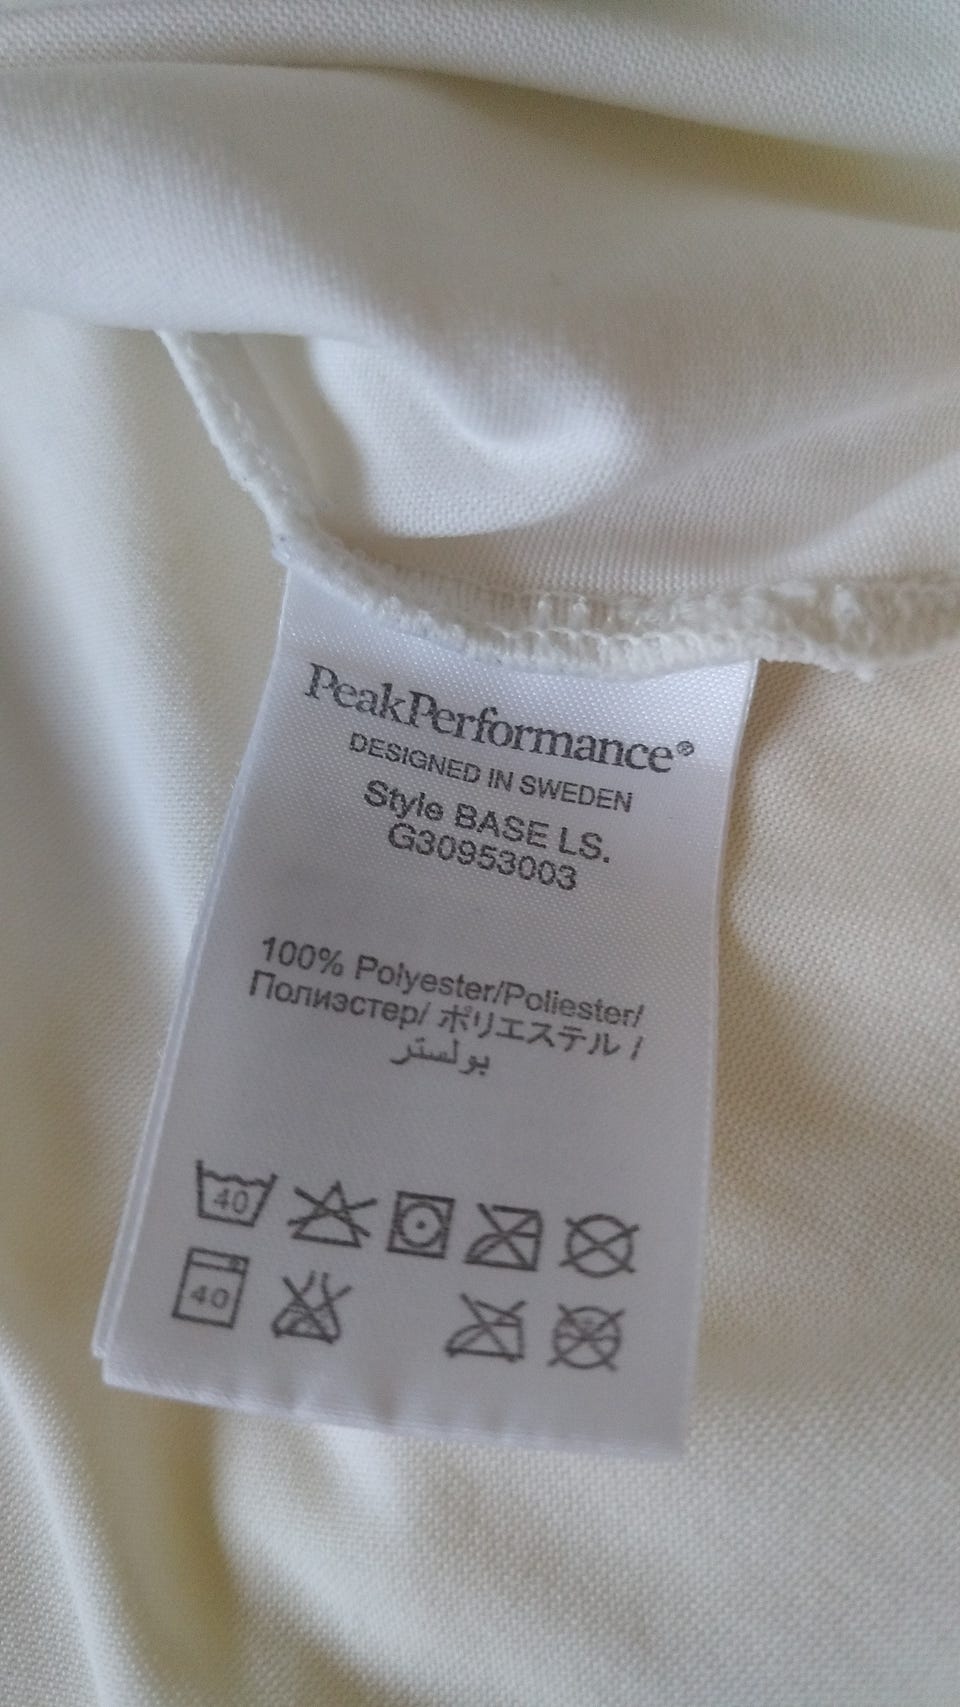 PeakPerformance®
DESIGNED IN SWEDEN
Style BASE LS.
G30953003
100% Polyester/Poliester/
Полиэстер/ ポリエステル /
بولستر
40
40